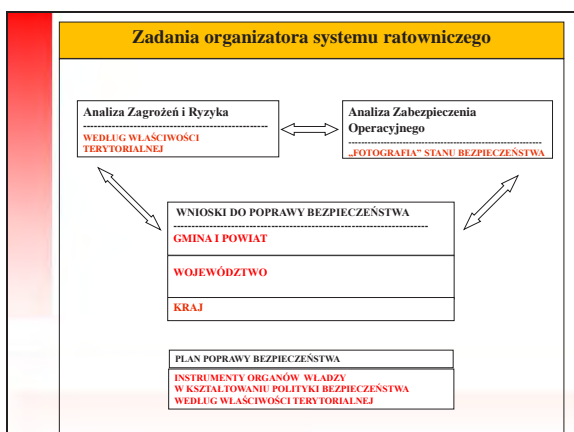 Zadania organizatora systemu ratowniczego
Analiza Zagrożeń i Ryzyka
WEDŁUG WŁAŚCIWOŚCI
TERYTORIALNEJ
Analiza Zabezpieczenia
Operacyjnego
„FOTOGRAFIA” STANU BEZPIECZEŃSTWA
WNIOSKI DO POPRAWY BEZPIECZEŃSTWA
GMINA I POWIAT
WOJEWÓDZTWO
KRAJ
PLAN POPRAWY BEZPIECZEŃSTWA
INSTRUMENTY ORGANÓW WŁADZY
W KSZTAŁTOWANIU POLITYKI BEZPIECZEŃSTWA
WEDŁUG WŁAŚCIWOŚCI TERYTORIALNEJ